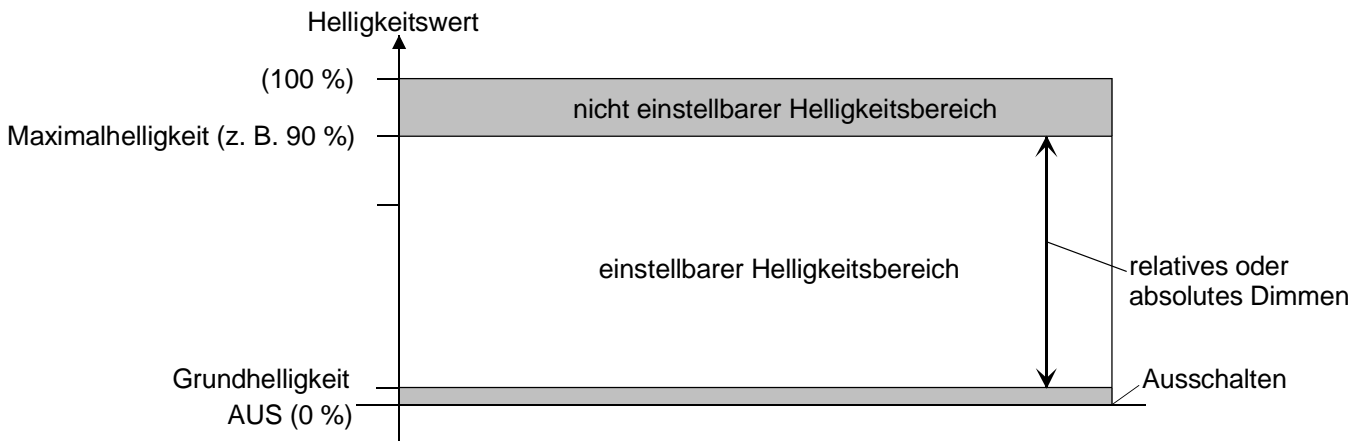 Helligkeitswert
(100 %)
nicht einstellbarer Helligkeitsbereich
Maximalhelligkeit (z. B. 90 %)
einstellbarer Helligkeitsbereich
relatives oder
absolutes Dimmen
Grundhelligkeit
Ausschalten
AUS (0 %)